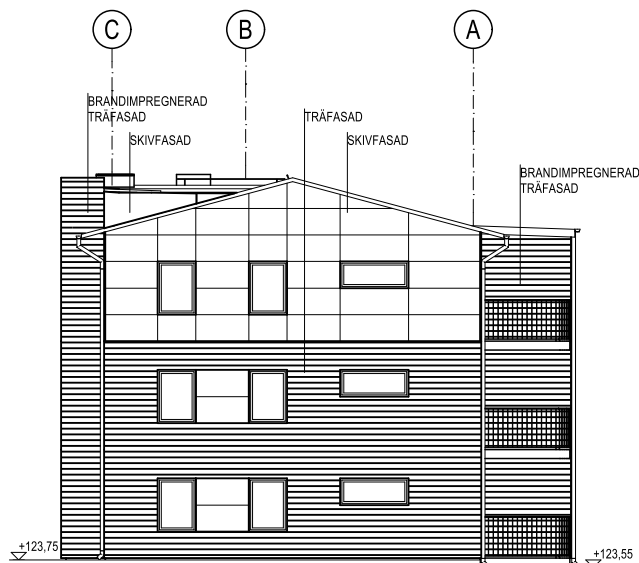 C
B
A
BRANDIMPREGNERAD
TRÄFASAD
TRÄFASAD
SKIVFASAD
SKIVFASAD
BRANDIMPREGNERAD
TRÄFASAD
+123,75
+123,55